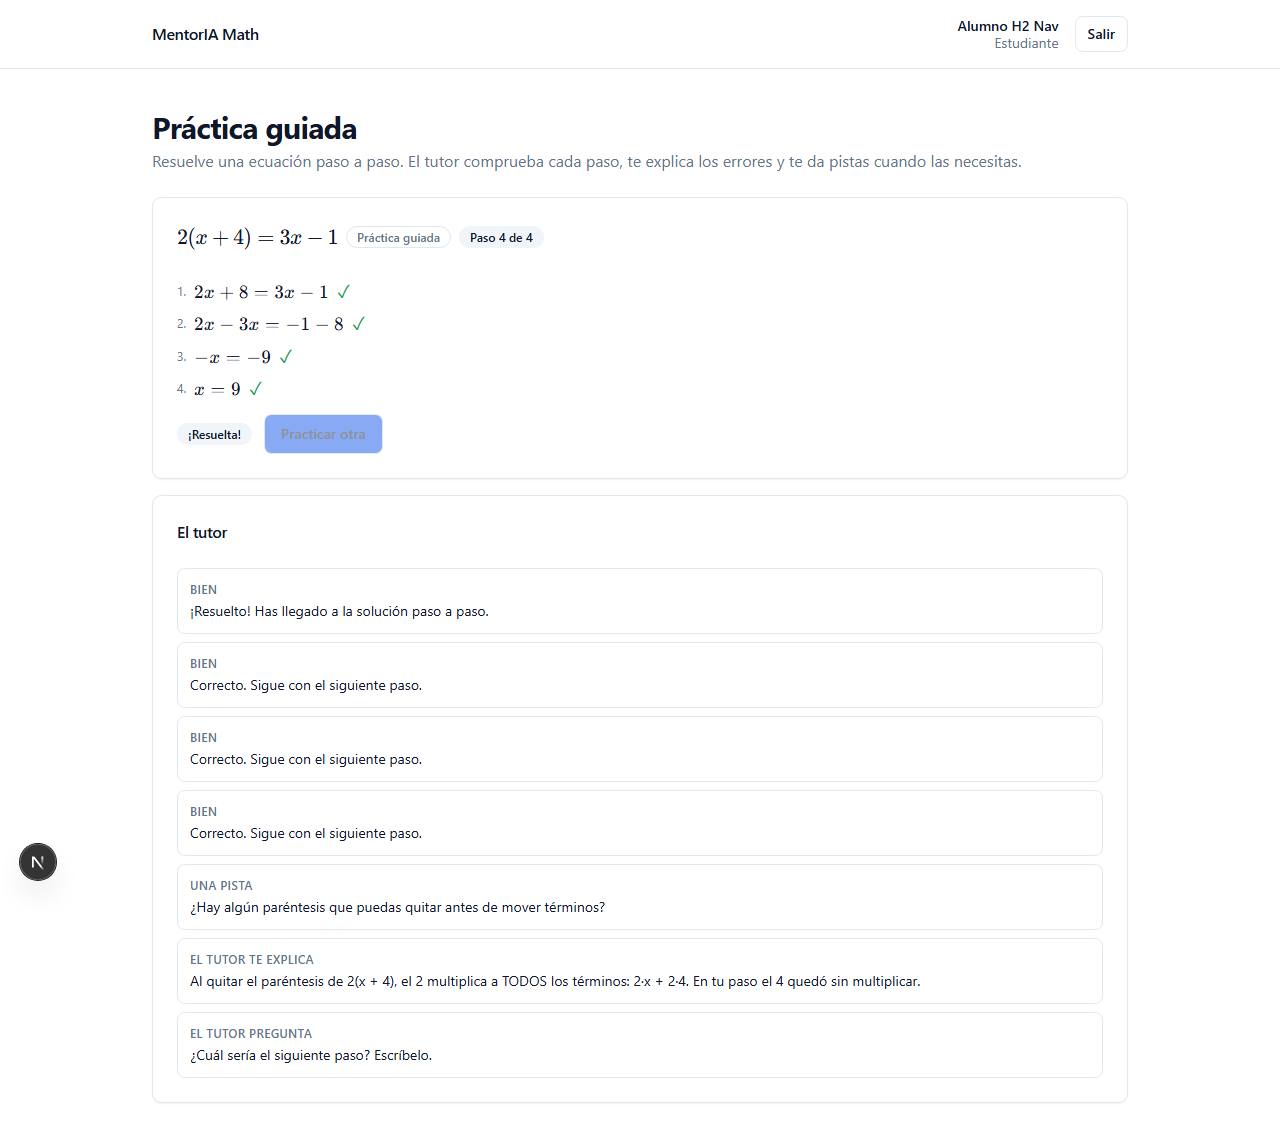 MentorIA Math
Alumno H2 Nav
Estudiante
Salir
Práctica guiada
Resuelve una ecuación paso a paso. El tutor comprueba cada paso, te explica los errores y te da pistas cuando las necesitas.
2(x + 4) = 3x − 1 Práctica guiada Paso 4 de 4
1. 2x + 8 = 3x − 1 ✓
2. 2x − 3x = −1 − 8 ✓
3. −x = −9 ✓
4. x = 9 ✓
¡Resuelta! Practicar otra
El tutor
BIEN
¡Resuelto! Has llegado a la solución paso a paso.
BIEN
Correcto. Sigue con el siguiente paso.
BIEN
Correcto. Sigue con el siguiente paso.
BIEN
Correcto. Sigue con el siguiente paso.
UNA PISTA
¿Hay algún paréntesis que puedas quitar antes de mover términos?
EL TUTOR TE EXPLICA
Al quitar el paréntesis de 2(x + 4), el 2 multiplica a TODOS los términos: 2·x + 2·4. En tu paso el 4 quedó sin multiplicar.
EL TUTOR PREGUNTA
¿Cuál sería el siguiente paso? Escríbelo.
N